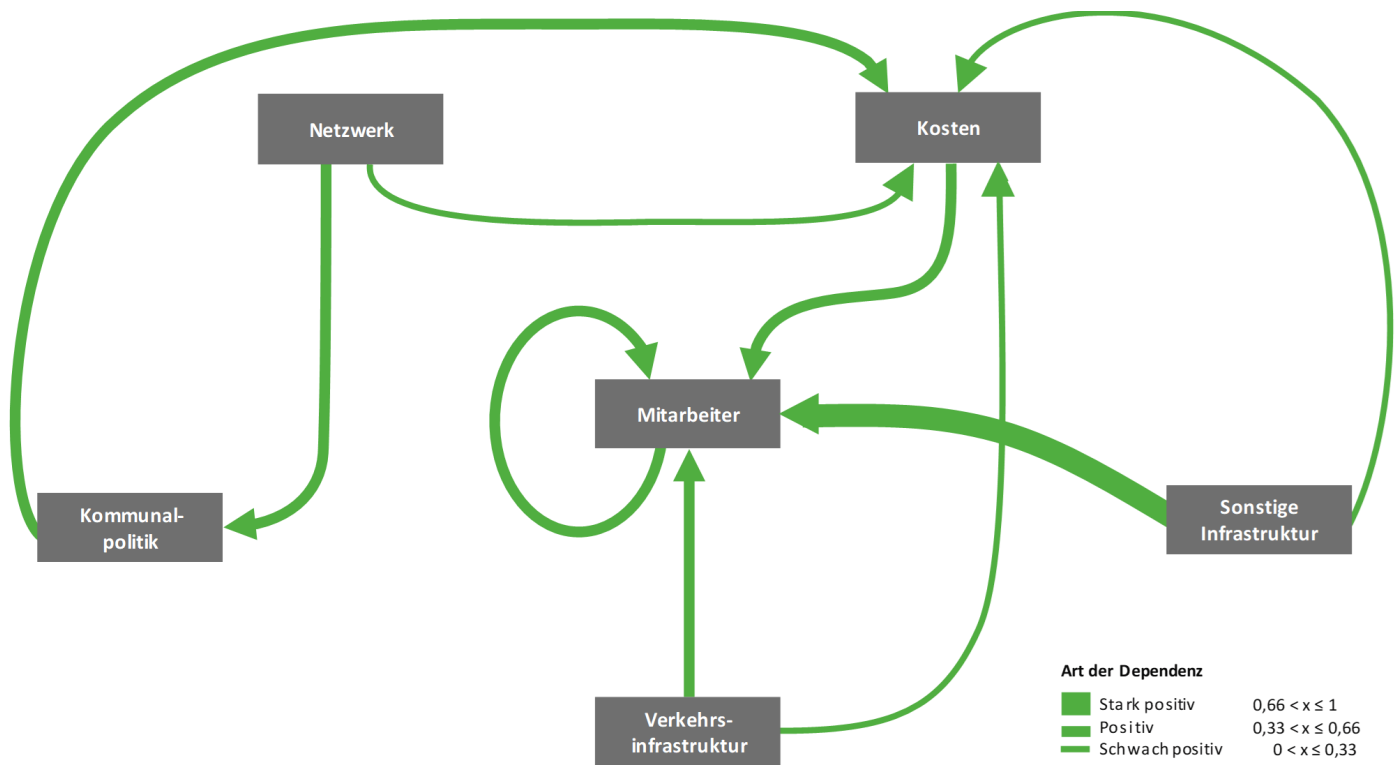 Netzwerk
Kosten
Mitarbeiter
Kommunal-
politik
Sonstige
Infrastruktur
Verkehrs-
infrastruktur
Art der Dependenz
Stark positiv 0,66 < x ≤ 1
Positiv 0,33 < x ≤ 0,66
Schwach positiv 0 < x ≤ 0,33